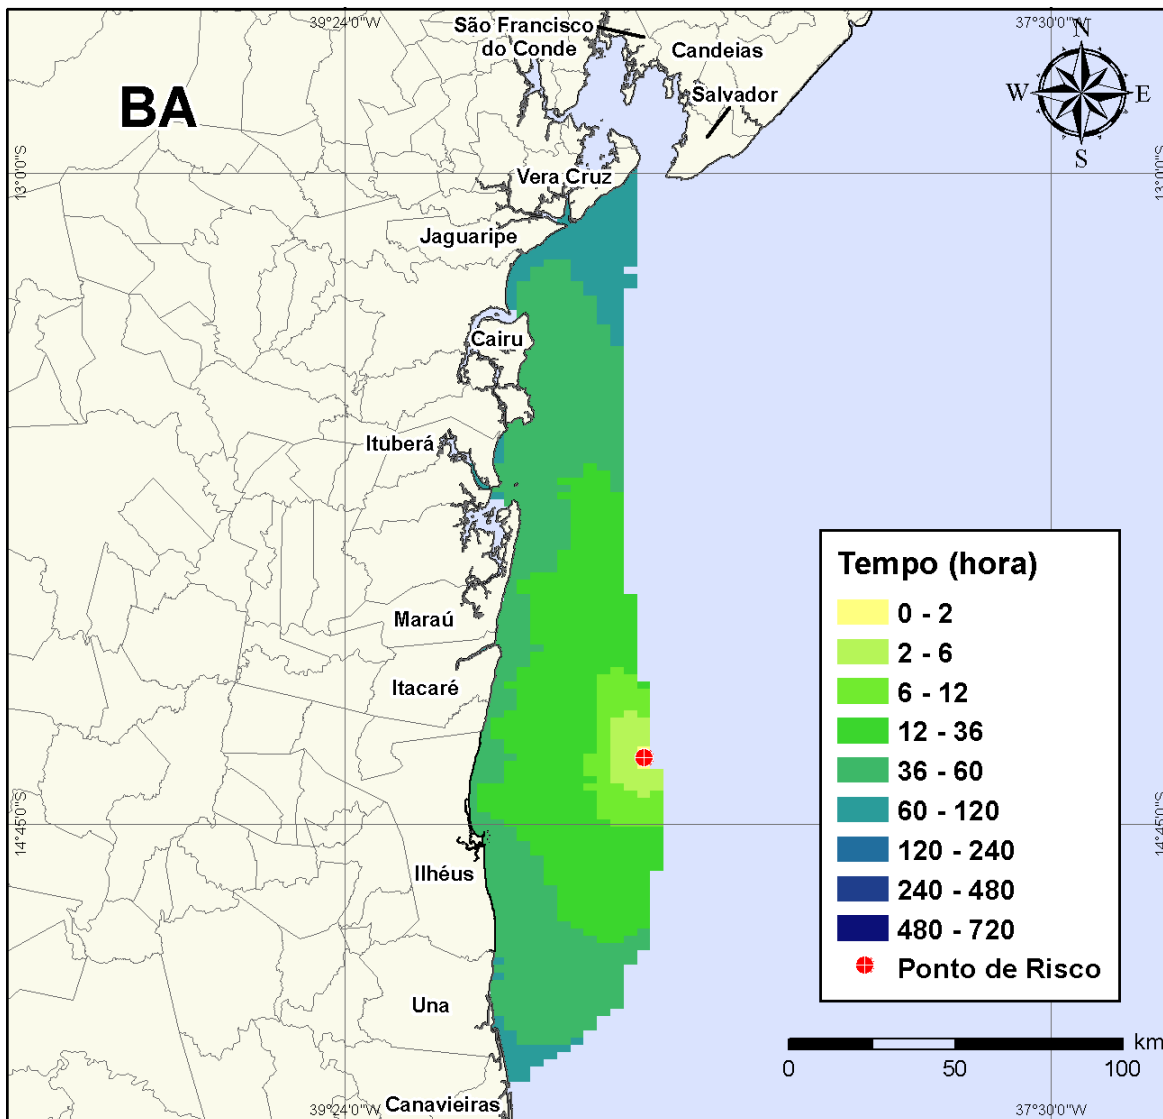 39°24'0"W
37°30'0"W
São Francisco
do Conde
Candeias
Salvador
BA
N
W
E
S
13°0'0"S
13°0'0"S
Vera Cruz
Jaguaripe
Cairu
Ituberá
Maraú
Itacaré
14°45'0"S
14°45'0"S
Ilhéus
Una
Canavieiras
Tempo (hora)
0 - 2
2 - 6
6 - 12
12 - 36
36 - 60
60 - 120
120 - 240
240 - 480
480 - 720
Ponto de Risco
km
0
50
100
39°24'0"W
37°30'0"W